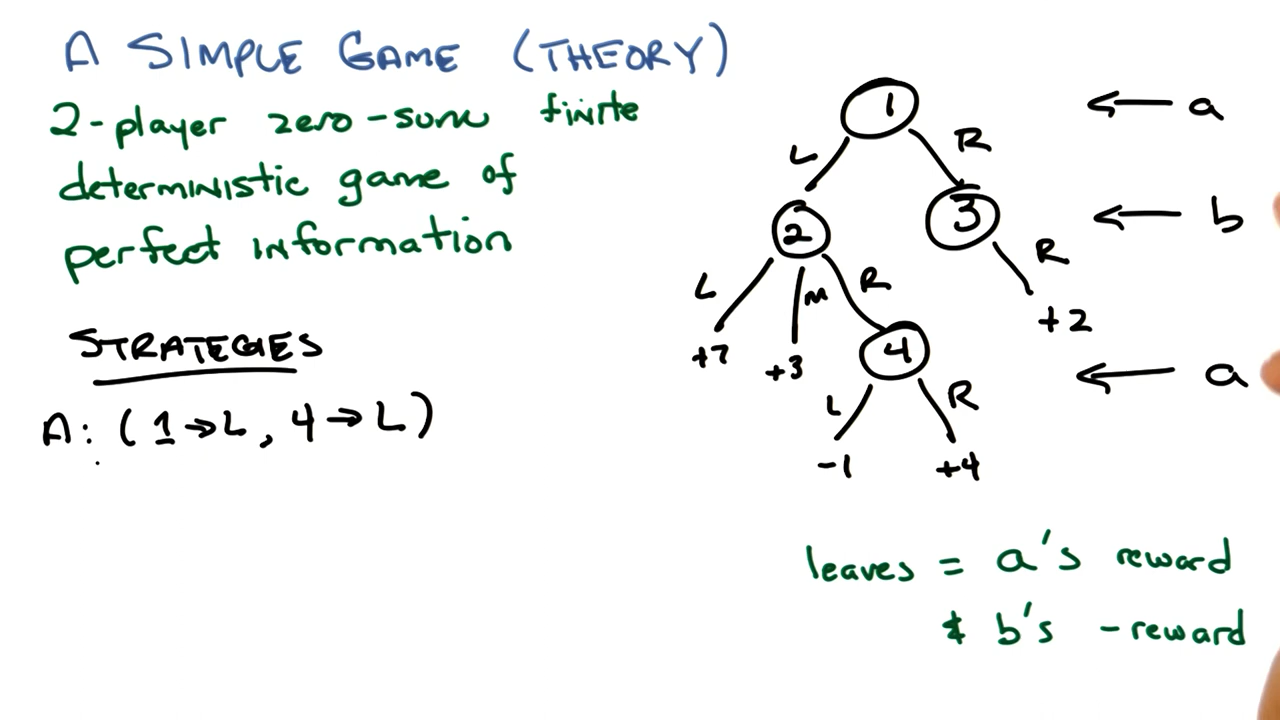 A SIMPLE GAME (THEORY)
2-player zero-sum finite
deterministic game of
perfect information
STRATEGIES
A: (1→L, 4→L)
1
← a
L
R
2
3
← b
L
M
R
R
+7
+3
4
+2
← a
L
R
-1
+4
leaves = a's reward
& b's -reward